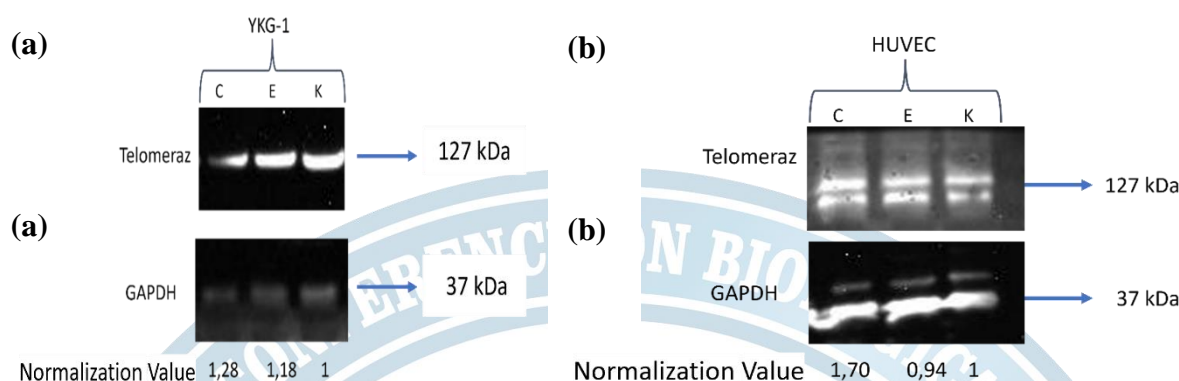 (a)
YKG-1
C E K
Telomeraz
127 kDa
(a)
GAPDH
37 kDa
Normalization Value 1,28 1,18 1
(b)
HUVEC
C E K
Telomeraz
127 kDa
(b)
GAPDH
37 kDa
Normalization Value 1,70 0,94 1